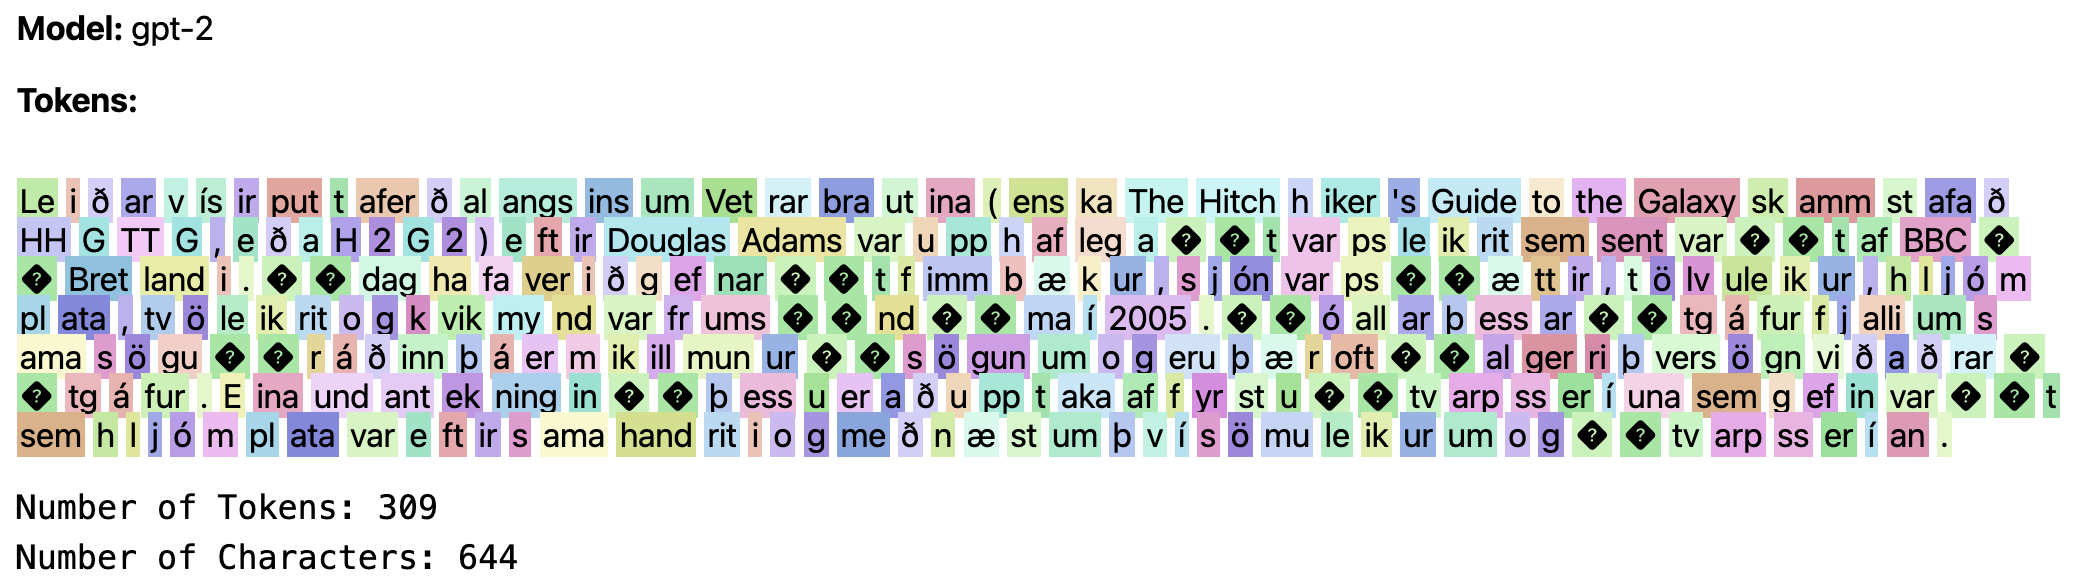 Model: gpt-2
Tokens:
Le i ð ar v ís ir put t afer ð al angs ins um Vet rar bra ut ina ( ens ka The Hitch h iker 's Guide to the Galaxy sk amm st afa ð
HH G TT G , e ð a H 2 G 2 ) e ft ir Douglas Adams var u pp h af leg a � � t var ps le ik rit sem sent var � � t af BBC �
� Bret land i . � � dag ha fa ver i ð g ef nar � � t f imm b æ k ur , s j ón var ps � � æ tt ir , t ö lv ule ik ur , h l j ó m
pl ata , tv ö le ik rit o g k vik my nd var fr ums � � nd � � ma í 2005 . � � ó all ar þ ess ar � � tg á fur f j alli um s
ama s ö gu � � r á ð inn þ á er m ik ill mun ur � � s ö gun um o g eru þ æ r oft � � al ger ri þ vers ö gn vi ð a ð rar �
� tg á fur . E ina und ant ek ning in � � þ ess u er a ð u pp t aka af f yr st u � � tv arp ss er í una sem g ef in var � � t
sem h l j ó m pl ata var e ft ir s ama hand rit i o g me ð n æ st um þ v í s ö mu le ik ur um o g � � tv arp ss er í an .
Number of Tokens: 309
Number of Characters: 644